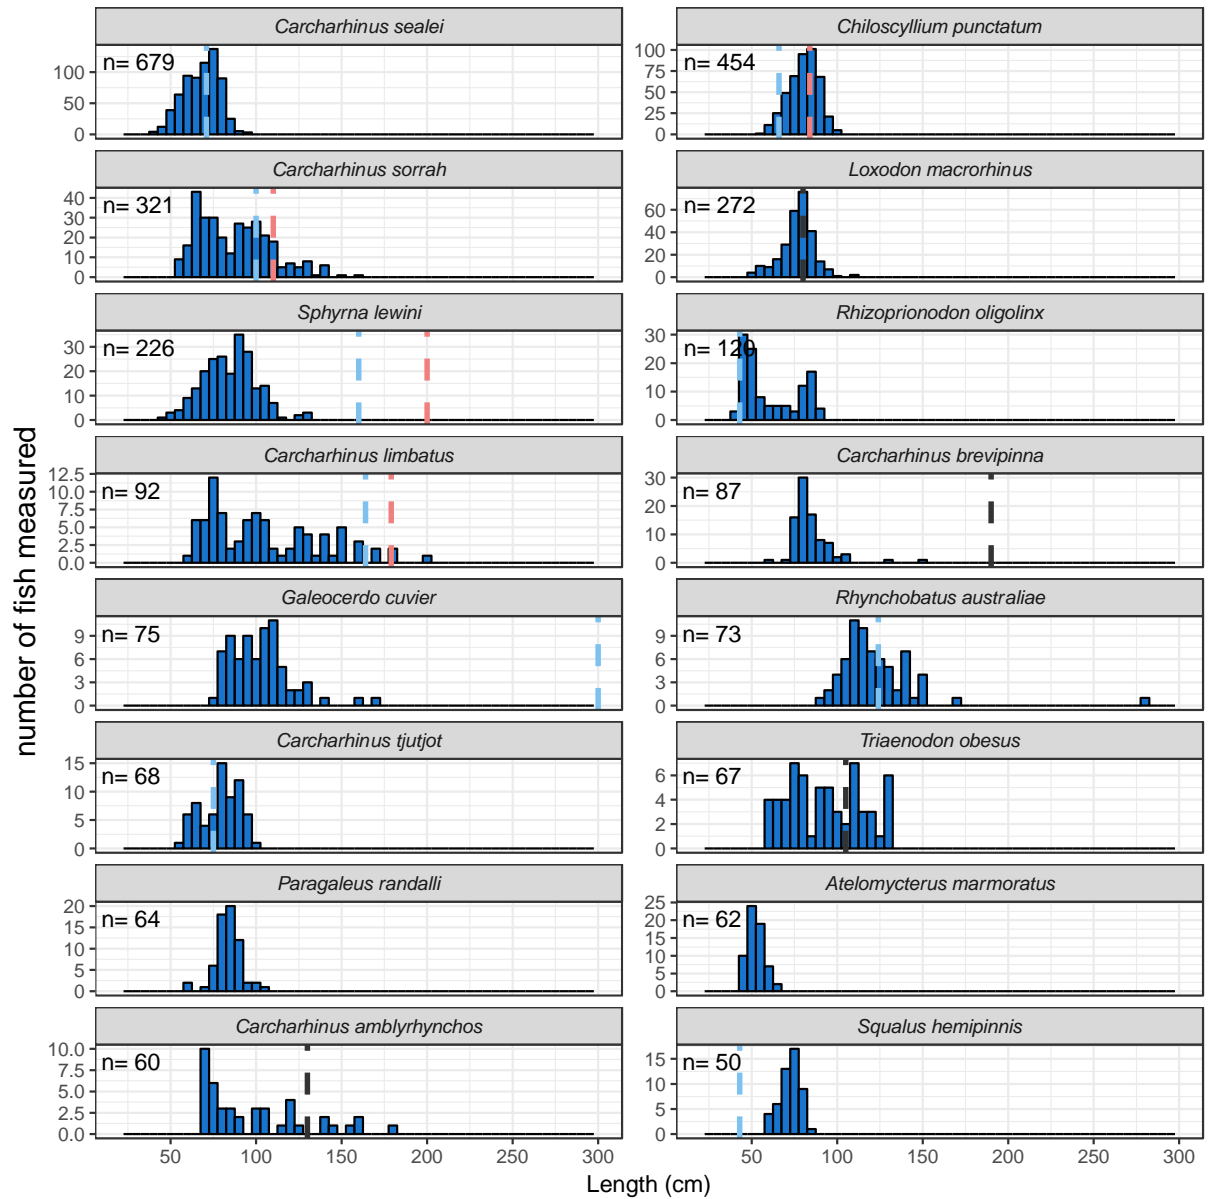 Carcharhinus sealei
n= 679
100
50
0
Chiloscyllium punctatum
n= 454
100
75
50
25
0
Carcharhinus sorrah
n= 321
40
30
20
10
0
Loxodon macrorhinus
n= 272
60
40
20
0
Sphyrna lewini
n= 226
30
20
10
0
Rhizoprionodon oligolinx
n= 120
30
20
10
0
Carcharhinus limbatus
n= 92
12.5
10.0
7.5
5.0
2.5
0.0
Carcharhinus brevipinna
n= 87
30
20
10
0
Galeocerdo cuvier
n= 75
9
6
3
0
Rhynchobatus australiae
n= 73
9
6
3
0
Carcharhinus tjutjot
n= 68
15
10
5
0
Triaenodon obesus
n= 67
6
4
2
0
Paragaleus randalli
n= 64
20
15
10
5
0
Atelomycterus marmoratus
n= 62
25
20
15
10
5
0
Carcharhinus amblyrhynchos
n= 60
10.0
7.5
5.0
2.5
0.0
Squalus hemipinnis
n= 50
15
10
5
0
50 100 150 200 250 300
50 100 150 200 250 300
Length (cm)
number of fish measured